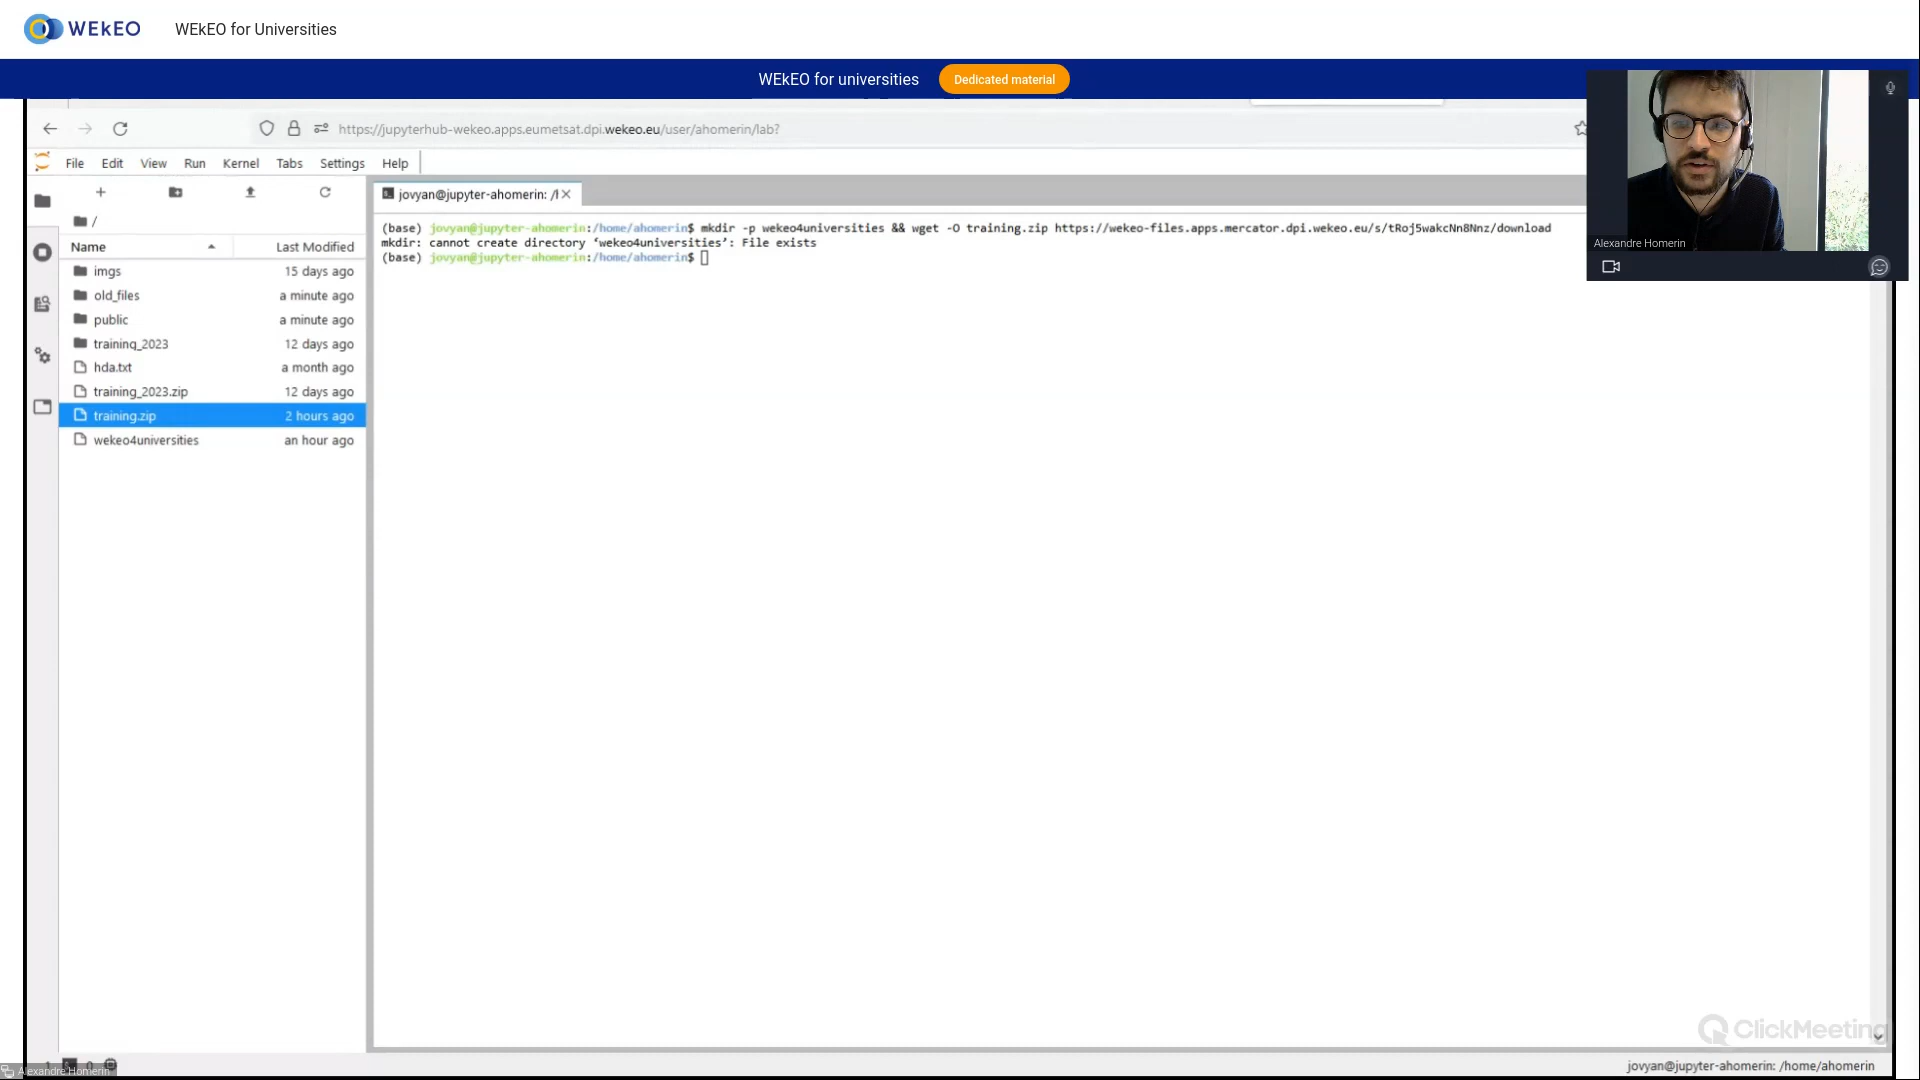 WEkEO
WEkEO for Universities
WEkEO for universities
Dedicated material
https://jupyterhub-wekeo.apps.eumetsat.dpi.wekeo.eu/user/ahomerin/lab?
File Edit View Run Kernel Tabs Settings Help
/
Name Last Modified
imgs 15 days ago
old_files a minute ago
public a minute ago
training_2023 12 days ago
hda.txt a month ago
training_2023.zip 12 days ago
training.zip 2 hours ago
wekeo4universities an hour ago
jovyan@jupyter-ahomerin: /l
(base) jovyan@jupyter-ahomerin:/home/ahomerin$ mkdir -p wekeo4universities && wget -O training.zip https://wekeo-files.apps.mercator.dpi.wekeo.eu/s/tRoj5wakcNn8Nnz/download
mkdir: cannot create directory ‘wekeo4universities’: File exists
(base) jovyan@jupyter-ahomerin:/home/ahomerin$
Alexandre Homerin
ClickMeeting
jovyan@jupyter-ahomerin: /home/ahomerin
Alexandre Homerin